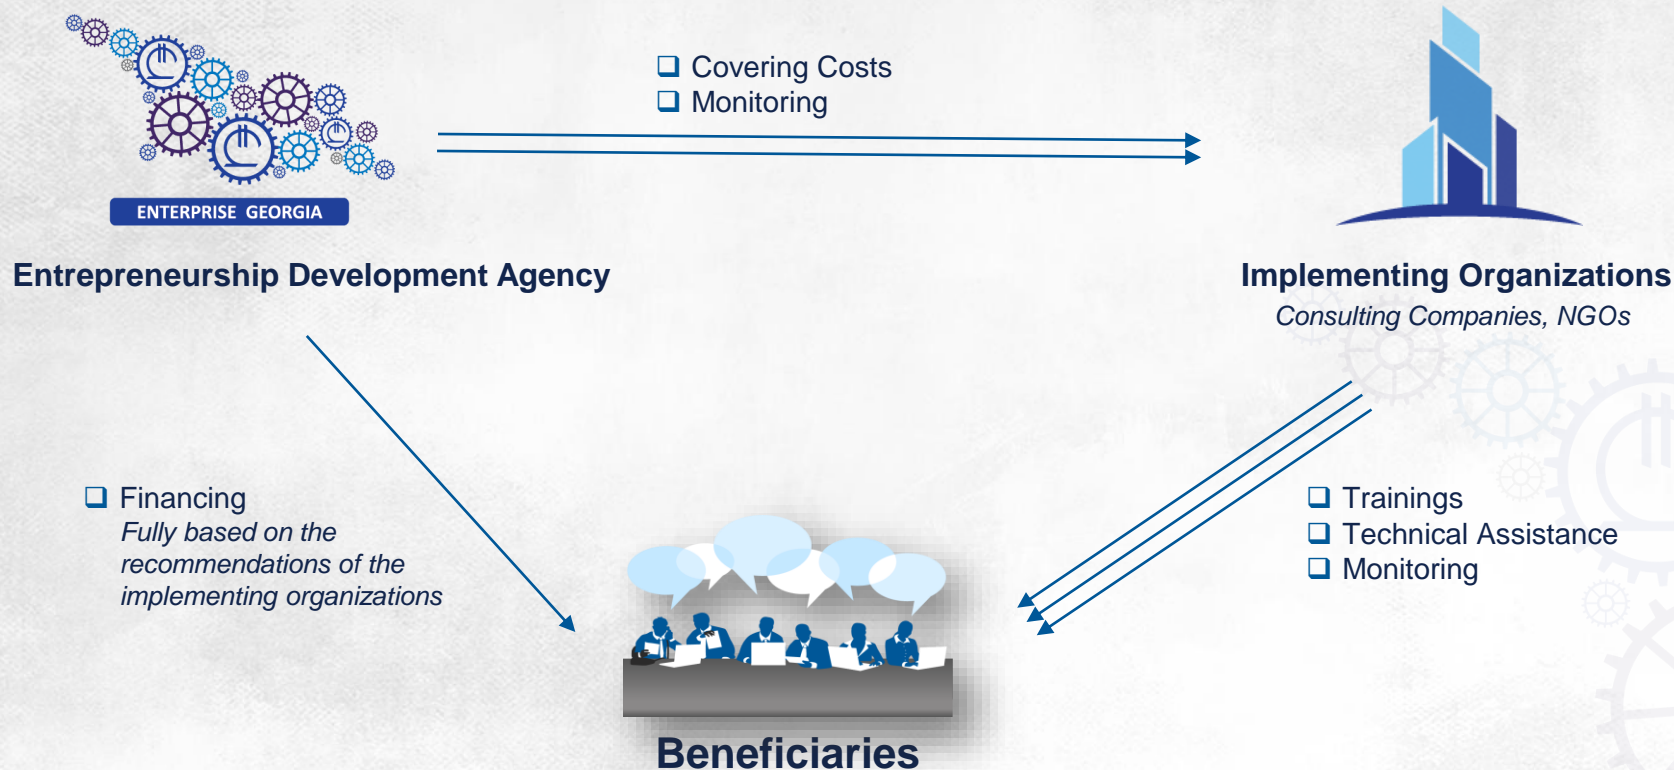 ENTERPRISE GEORGIA
❑ Covering Costs
❑ Monitoring
Entrepreneurship Development Agency
Implementing Organizations
Consulting Companies, NGOs
❑ Financing
Fully based on the
recommendations of the
implementing organizations
❑ Trainings
❑ Technical Assistance
❑ Monitoring
Beneficiaries